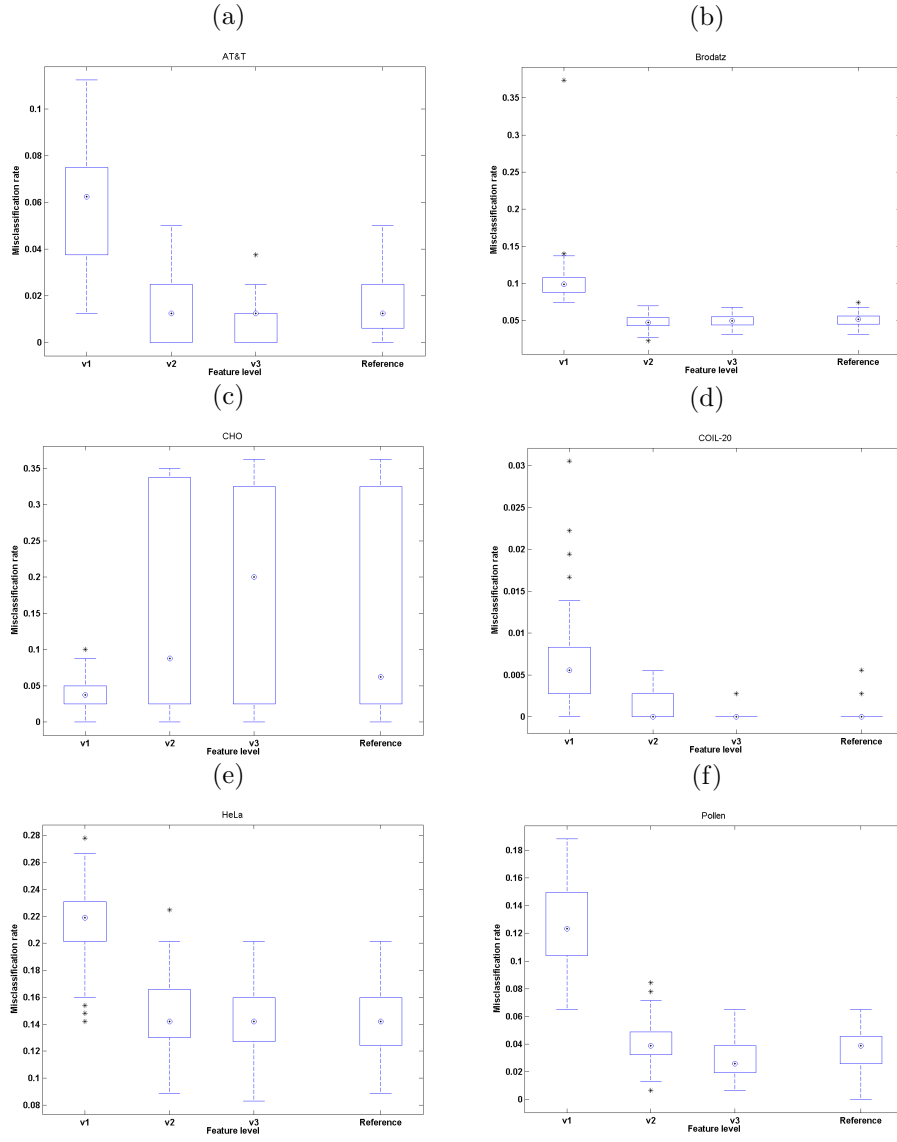 (a)
AT&T
Misclassification rate
0.1
0.08
0.06
0.04
0.02
0
v1 v2 v3 Reference
Feature level
(b)
Brodatz
Misclassification rate
0.35
0.3
0.25
0.2
0.15
0.1
0.05
v1 v2 v3 Reference
Feature level
(c)
CHO
Misclassification rate
0.35
0.3
0.25
0.2
0.15
0.1
0.05
0
v1 v2 v3 Reference
Feature level
(d)
COIL-20
Misclassification rate
0.03
0.025
0.02
0.015
0.01
0.005
0
v1 v2 v3 Reference
Feature level
(e)
HeLa
Misclassification rate
0.28
0.26
0.24
0.22
0.2
0.18
0.16
0.14
0.12
0.1
0.08
v1 v2 v3 Reference
Feature level
(f)
Pollen
Misclassification rate
0.18
0.16
0.14
0.12
0.1
0.08
0.06
0.04
0.02
0
v1 v2 v3 Reference
Feature level